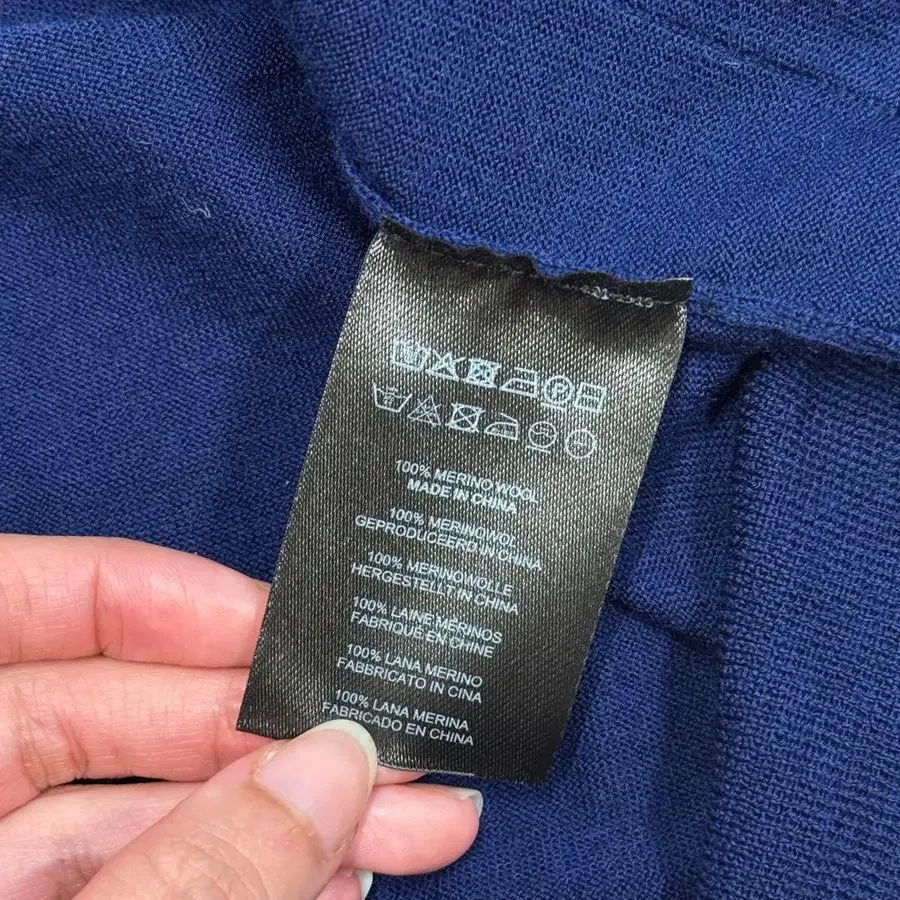 100% MERINO WOOL
MADE IN CHINA
100% MERINOWOL
GEPRODUCEERD IN CHINA
100% MERINOWOLLE
HERGESTELLT IN CHINA
100% LAINE MERINOS
FABRIQUÉ EN CHINE
100% LANA MERINO
FABBRICATO IN CINA
100% LANA MERINA
FABRICADO EN CHINA